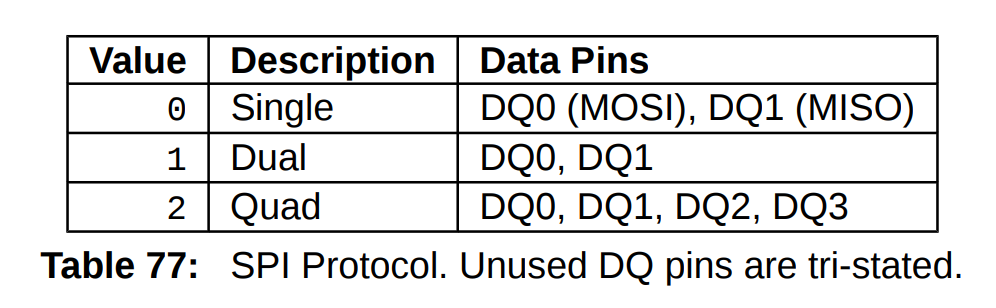 Value Description Data Pins
0 Single DQ0 (MOSI), DQ1 (MISO)
1 Dual DQ0, DQ1
2 Quad DQ0, DQ1, DQ2, DQ3
Table 77: SPI Protocol. Unused DQ pins are tri-stated.